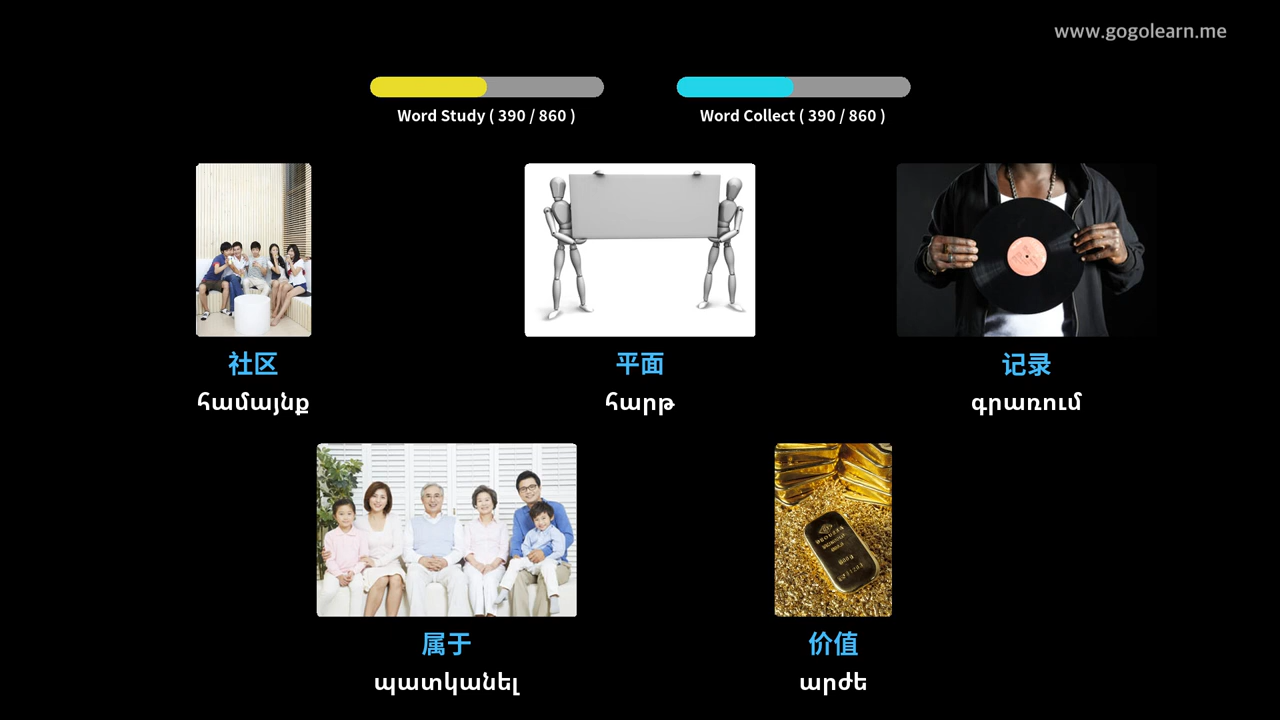 www.gogolearn.me
Word Study ( 390 / 860 )
Word Collect ( 390 / 860 )
社区
համայնք
平面
հարթ
记录
գրառում
属于
պատկանել
价值
արժե